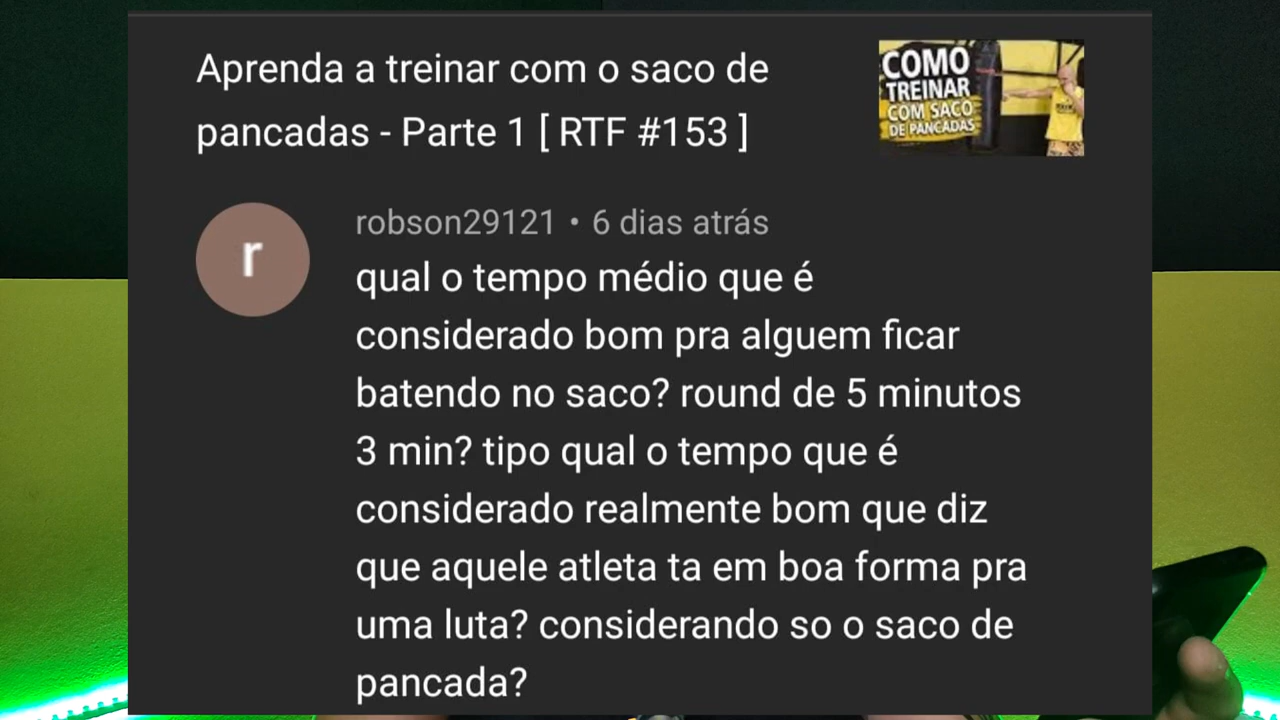 Aprenda a treinar com o saco de
pancadas - Parte 1 [ RTF #153 ]
COMO
TREINAR
COM SACO
DE PANCADAS
r
robson29121 • 6 dias atrás
qual o tempo médio que é
considerado bom pra alguem ficar
batendo no saco? round de 5 minutos
3 min? tipo qual o tempo que é
considerado realmente bom que diz
que aquele atleta ta em boa forma pra
uma luta? considerando so o saco de
pancada?